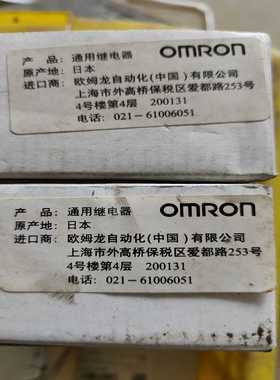 产品: 通用继电器 OMRON
原产地: 日本
进口商: 欧姆龙自动化(中国)有限公司
上海市外高桥保税区爱都路253号
4号楼第4层 200131
电话: 021-61006051
产品: 通用继电器 OMRON
原产地: 日本
进口商: 欧姆龙自动化(中国)有限公司
上海市外高桥保税区爱都路253号
4号楼第4层 200131
电话: 021-61006051